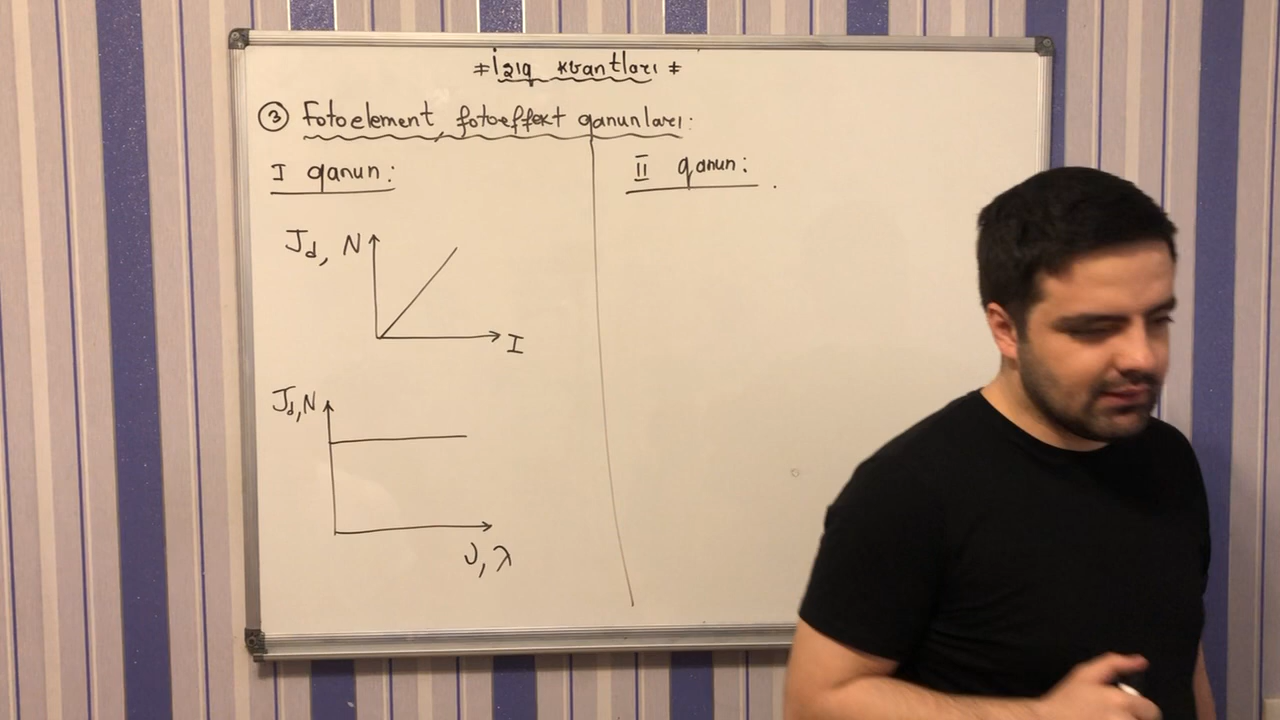 ≠ İşıq kvantları ≠
③ Fotoelement, fotoeffekt qanunları:
I qanun:
J_d, N
I
J_d, N
ν, λ
II qanun: